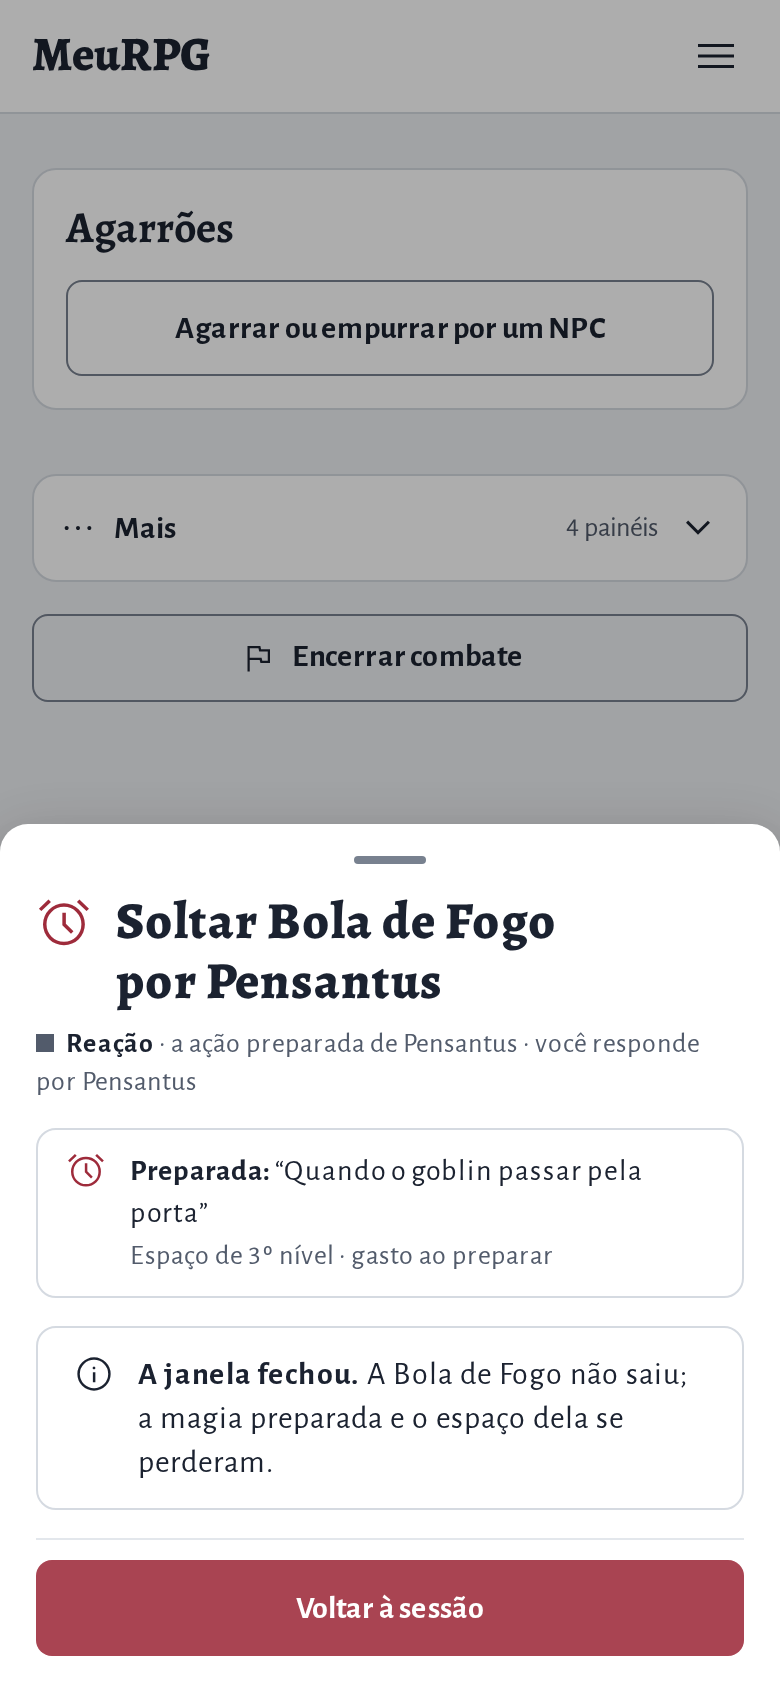 MeuRPG
Agarrões
Agarrar ou empurrar por um NPC
Mais
4 painéis
Encerrar combate
Soltar Bola de Fogo
por Pensantus
Reação · a ação preparada de Pensantus · você responde
por Pensantus
Preparada: “Quando o goblin passar pela
porta”
Espaço de 3º nível · gasto ao preparar
A janela fechou. A Bola de Fogo não saiu;
a magia preparada e o espaço dela se
perderam.
Voltar à sessão